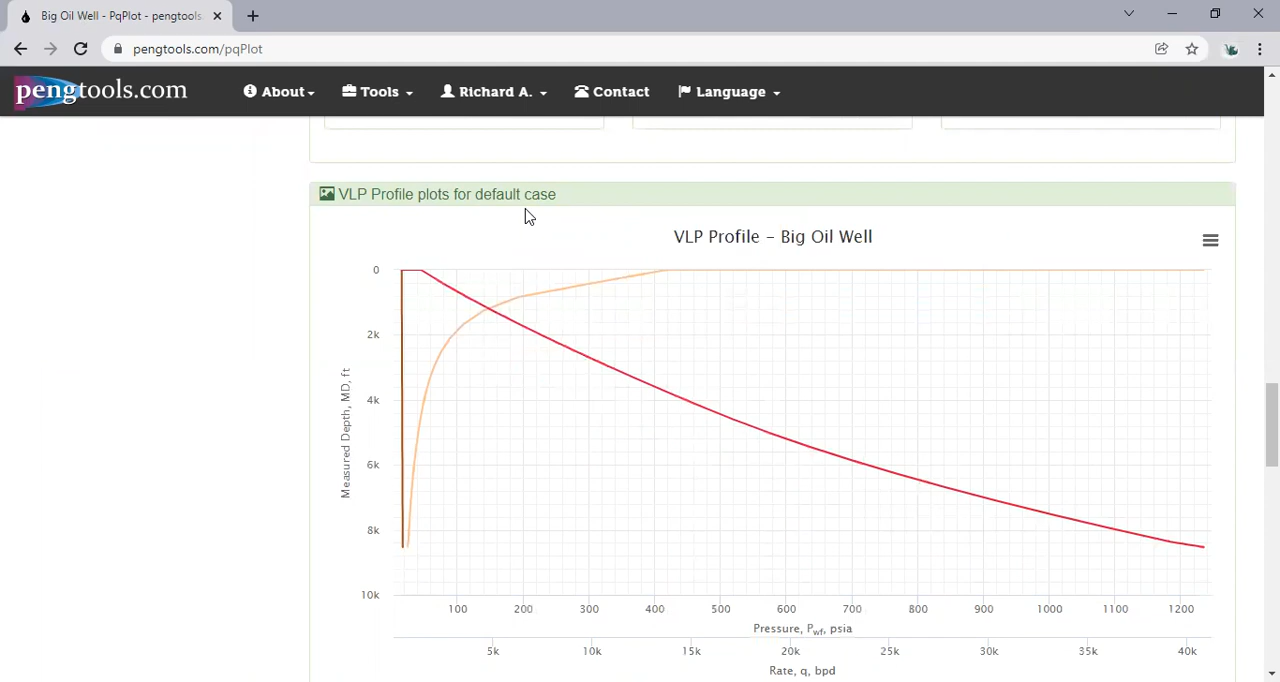 Big Oil Well - PqPlot - pengtools
pengtools.com/pqPlot
pengtools.com
About
Tools
Richard A.
Contact
Language
VLP Profile plots for default case
VLP Profile – Big Oil Well
Measured Depth, MD, ft
0
2k
4k
6k
8k
10k
100 200 300 400 500 600 700 800 900 1000 1100 1200
Pressure, Pwf, psia
5k 10k 15k 20k 25k 30k 35k 40k
Rate, q, bpd